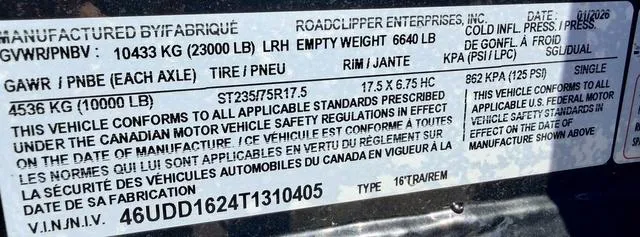 MANUFACTURED BY/FABRIQUÉ ROADCLIPPER ENTERPRISES, INC. DATE: 01/2026
GVWR/PNBV: 10433 KG (23000 LB) LRH EMPTY WEIGHT 6640 LB COLD INFL. PRESS./PRESS. DE GONFL. À FROID
GAWR / PNBE (EACH AXLE) TIRE / PNEU RIM / JANTE KPA (PSI / LPC) SGL/DUAL
4536 KG (10000 LB) ST235/75R17.5 17.5 X 6.75 HC 862 KPA (125 PSI) SINGLE
THIS VEHICLE CONFORMS TO ALL APPLICABLE STANDARDS PRESCRIBED
UNDER THE CANADIAN MOTOR VEHICLE SAFETY REGULATIONS IN EFFECT
ON THE DATE OF MANUFACTURE. / CE VÉHICULE EST CONFORME À TOUTES
LES NORMES QUI LUI SONT APPLICABLES EN VERTU DU RÈGLEMENT SUR
LA SÉCURITÉ DES VÉHICULES AUTOMOBILES DU CANADA EN VIGUEUR À LA
DATE DE SA FABRICATION
THIS VEHICLE CONFORMS TO ALL
APPLICABLE U.S. FEDERAL MOTOR
VEHICLE SAFETY STANDARDS IN
EFFECT ON THE DATE OF
MANUFACTURE SHOWN ABOVE
V.I.N./N.I.V. 46UDD1624T1310405 TYPE 16'TRA/REM